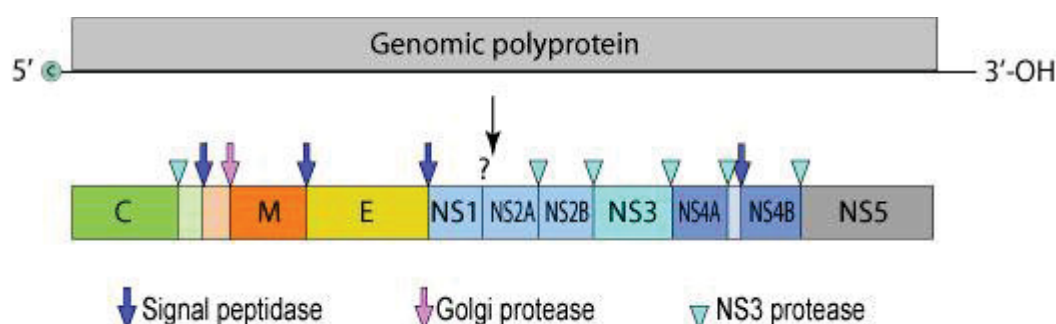 Genomic polyprotein
5′ c 3′-OH
?
C M E NS1 NS2A NS2B NS3 NS4A NS4B NS5
Signal peptidase Golgi protease NS3 protease